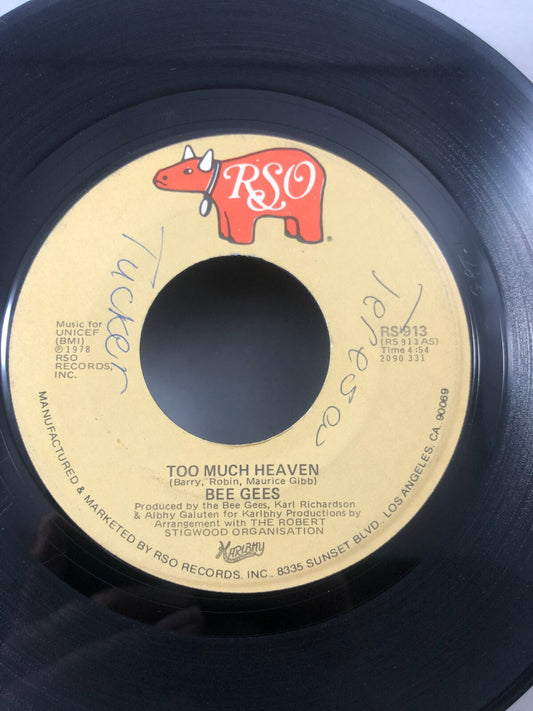 RSO
®
Tucker
Teresa
Music for
UNICEF
(BMI)
℗ 1978
RSO
RECORDS,
INC.
RS 913
(RS 913 AS)
Time 4:54
2090 331
TOO MUCH HEAVEN
(Barry, Robin, Maurice Gibb)
BEE GEES
Produced by the Bee Gees, Karl Richardson
& Albhy Galuten for Karlbhy Productions by
Arrangement with THE ROBERT
STIGWOOD ORGANISATION
KARLBHY
MANUFACTURED & MARKETED BY RSO RECORDS, INC., 8335 SUNSET BLVD., LOS ANGELES, CA. 90069